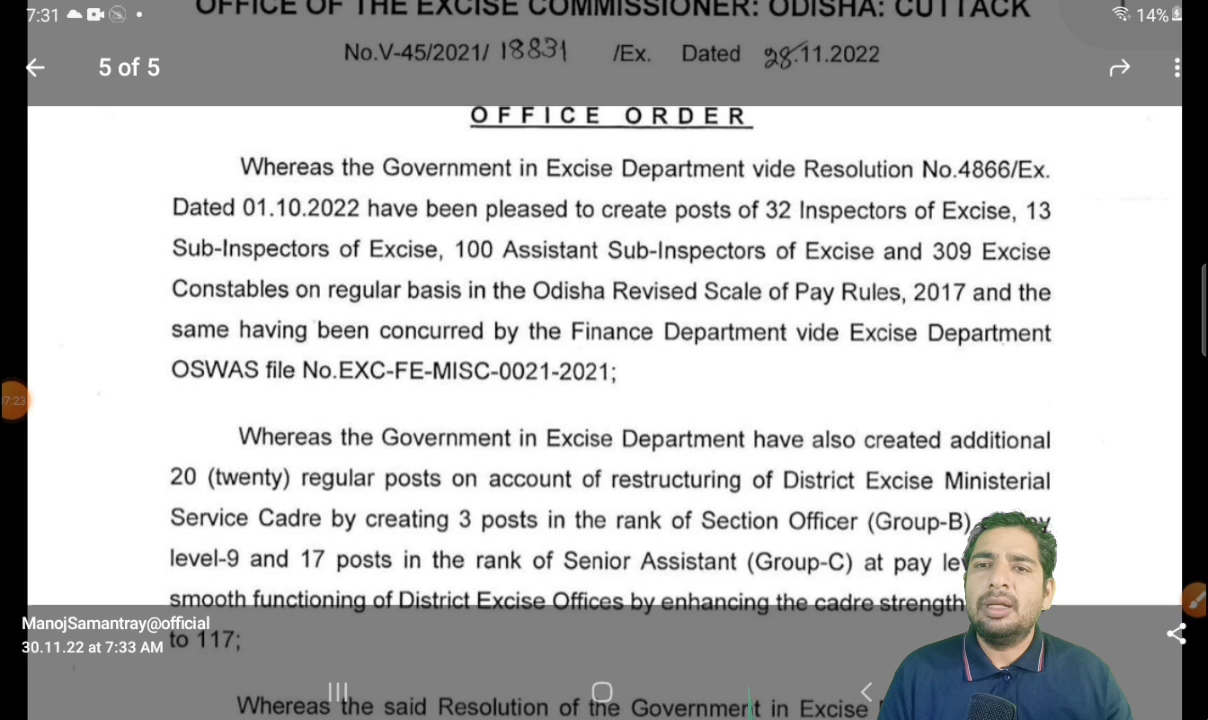 7:31
14%
OFFICE OF THE EXCISE COMMISSIONER: ODISHA: CUTTACK
No.V-45/2021/ 18831 /Ex. Dated 28.11.2022
5 of 5
OFFICE ORDER
Whereas the Government in Excise Department vide Resolution No.4866/Ex.
Dated 01.10.2022 have been pleased to create posts of 32 Inspectors of Excise, 13
Sub-Inspectors of Excise, 100 Assistant Sub-Inspectors of Excise and 309 Excise
Constables on regular basis in the Odisha Revised Scale of Pay Rules, 2017 and the
same having been concurred by the Finance Department vide Excise Department
OSWAS file No.EXC-FE-MISC-0021-2021;
07:23
Whereas the Government in Excise Department have also created additional
20 (twenty) regular posts on account of restructuring of District Excise Ministerial
Service Cadre by creating 3 posts in the rank of Section Officer (Group-B)
level-9 and 17 posts in the rank of Senior Assistant (Group-C) at pay
smooth functioning of District Excise Offices by enhancing the cadre strength
to 117;
ManojSamantray@official
30.11.22 at 7:33 AM
Whereas the said Resolution of the Government in Excise